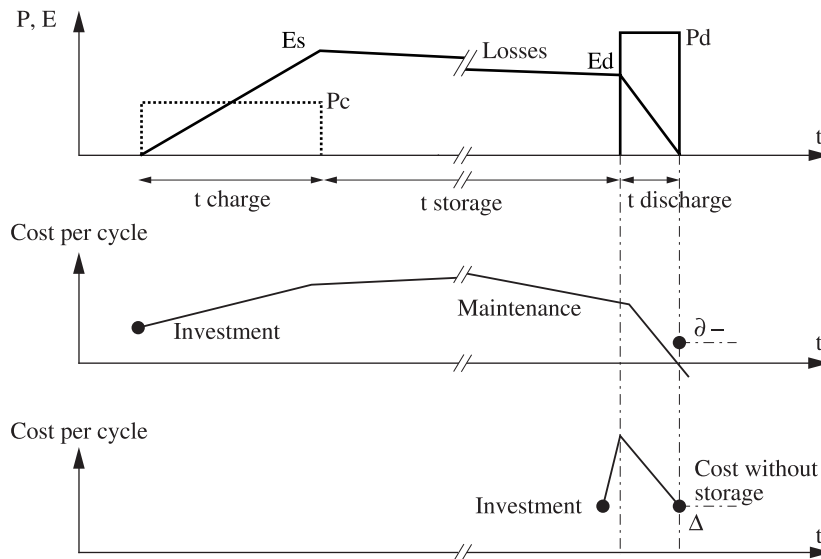 P, E
Es
Losses
Ed
Pd
Pc
t
t charge
t storage
t discharge
Cost per cycle
Investment
Maintenance
∂ –
t
Cost per cycle
Investment
Cost without
storage
Δ
t